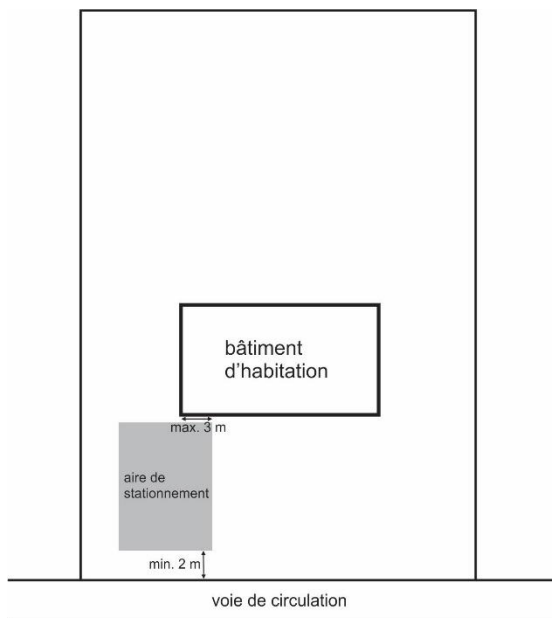 bâtiment
d'habitation
max. 3 m
aire de
stationnement
min. 2 m
voie de circulation